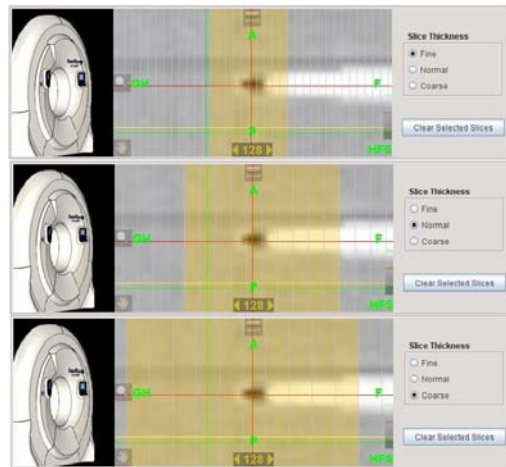 A
GH
F
P
128
HFS
Slice Thickness
Fine
Normal
Coarse
Clear Selected Slices
A
GH
F
P
128
HFS
Slice Thickness
Fine
Normal
Coarse
Clear Selected Slices
A
GH
F
P
128
HFS
Slice Thickness
Fine
Normal
Coarse
Clear Selected Slices